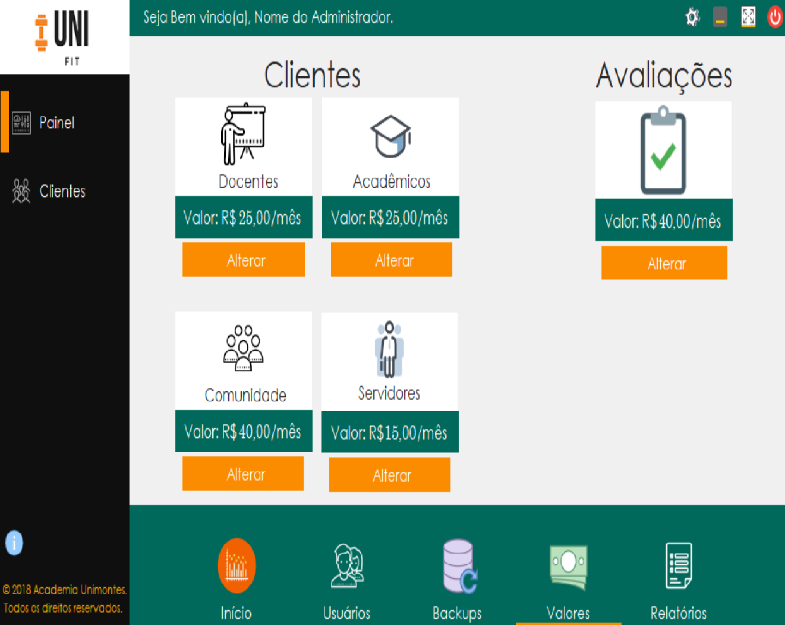 UNI
FIT
Seja Bem vindo(a), Nome do Administrador.
Painel
Clientes
Clientes
Avaliações
Docentes
Acadêmicos
Valor: R$ 25,00/mês
Valor: R$25,00/mês
Valor: R$ 40,00/mês
Alterar
Alterar
Alterar
Comunidade
Servidores
Valor: R$ 40,00/mês
Valor: R$15,00/mês
Alterar
Alterar
© 2018 Academia Unimontes.
Todos os direitos reservados.
Início
Usuários
Backups
Valores
Relatórios